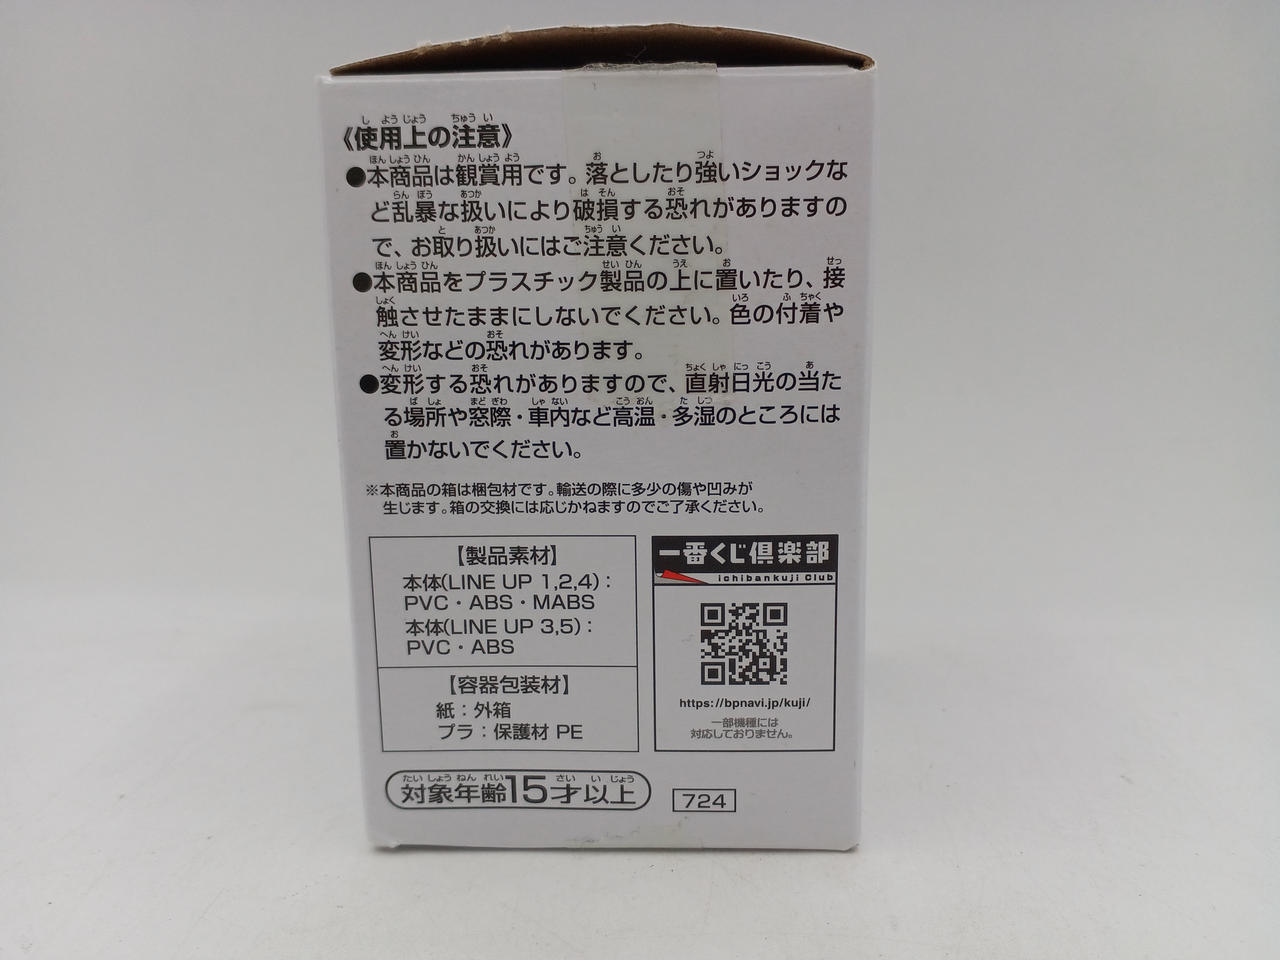 《使用上の注意》
●本商品は観賞用です。落としたり強いショックな
ど乱暴な扱いにより破損する恐れがありますの
で、お取り扱いにはご注意ください。
●本商品をプラスチック製品の上に置いたり、接
触させたままにしないでください。色の付着や
変形などの恐れがあります。
●変形する恐れがありますので、直射日光の当た
る場所や窓際・車内など高温・多湿のところには
置かないでください。
※本商品の箱は梱包材です。輸送の際に多少の傷や凹みが
生じます。箱の交換には応じかねますのでご了承ください。
【製品素材】
本体(LINE UP 1,2,4):
PVC・ABS・MABS
本体(LINE UP 3,5):
PVC・ABS
【容器包装材】
紙:外箱
プラ:保護材 PE
一番くじ倶楽部
ichibankuji Club
https://bpnavi.jp/kuji/
一部機種には
対応しておりません。
対象年齢15才以上
724